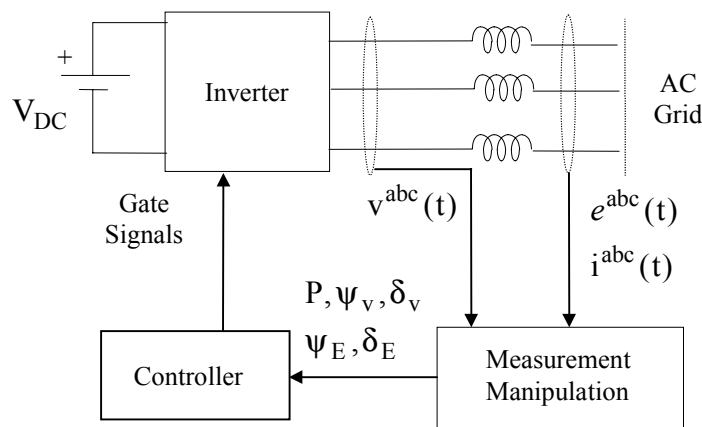 +
V_DC
Inverter
AC
Grid
Gate
Signals
v^abc(t)
e^abc(t)
i^abc(t)
P, ψ_v, δ_v
ψ_E, δ_E
Controller
Measurement
Manipulation